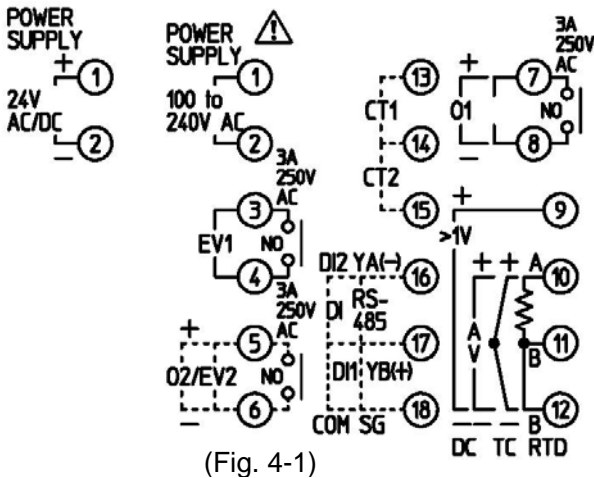 POWER
SUPPLY
+
1
24V
AC/DC
2
–
POWER
SUPPLY
1
100 to
240V AC
2
3A
250V
AC
3
EV1
NO
4
3A
250V
AC
+
5
O2/EV2
NO
6
–
13
CT1
14
CT2
15
DI2 YA(–)
16
DI
RS-
485
17
DI1 YB(+)
18
COM SG
3A
250V
AC
+
7
O1
NO
8
–
+
9
>1V
+ + A
10
A
V
B
11
– – – B
12
DC TC RTD
(Fig. 4-1)